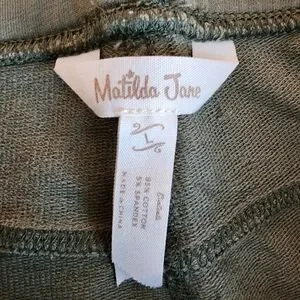 Matilda Jane
L
95% COTTON
5% SPANDEX
MADE IN CHINA